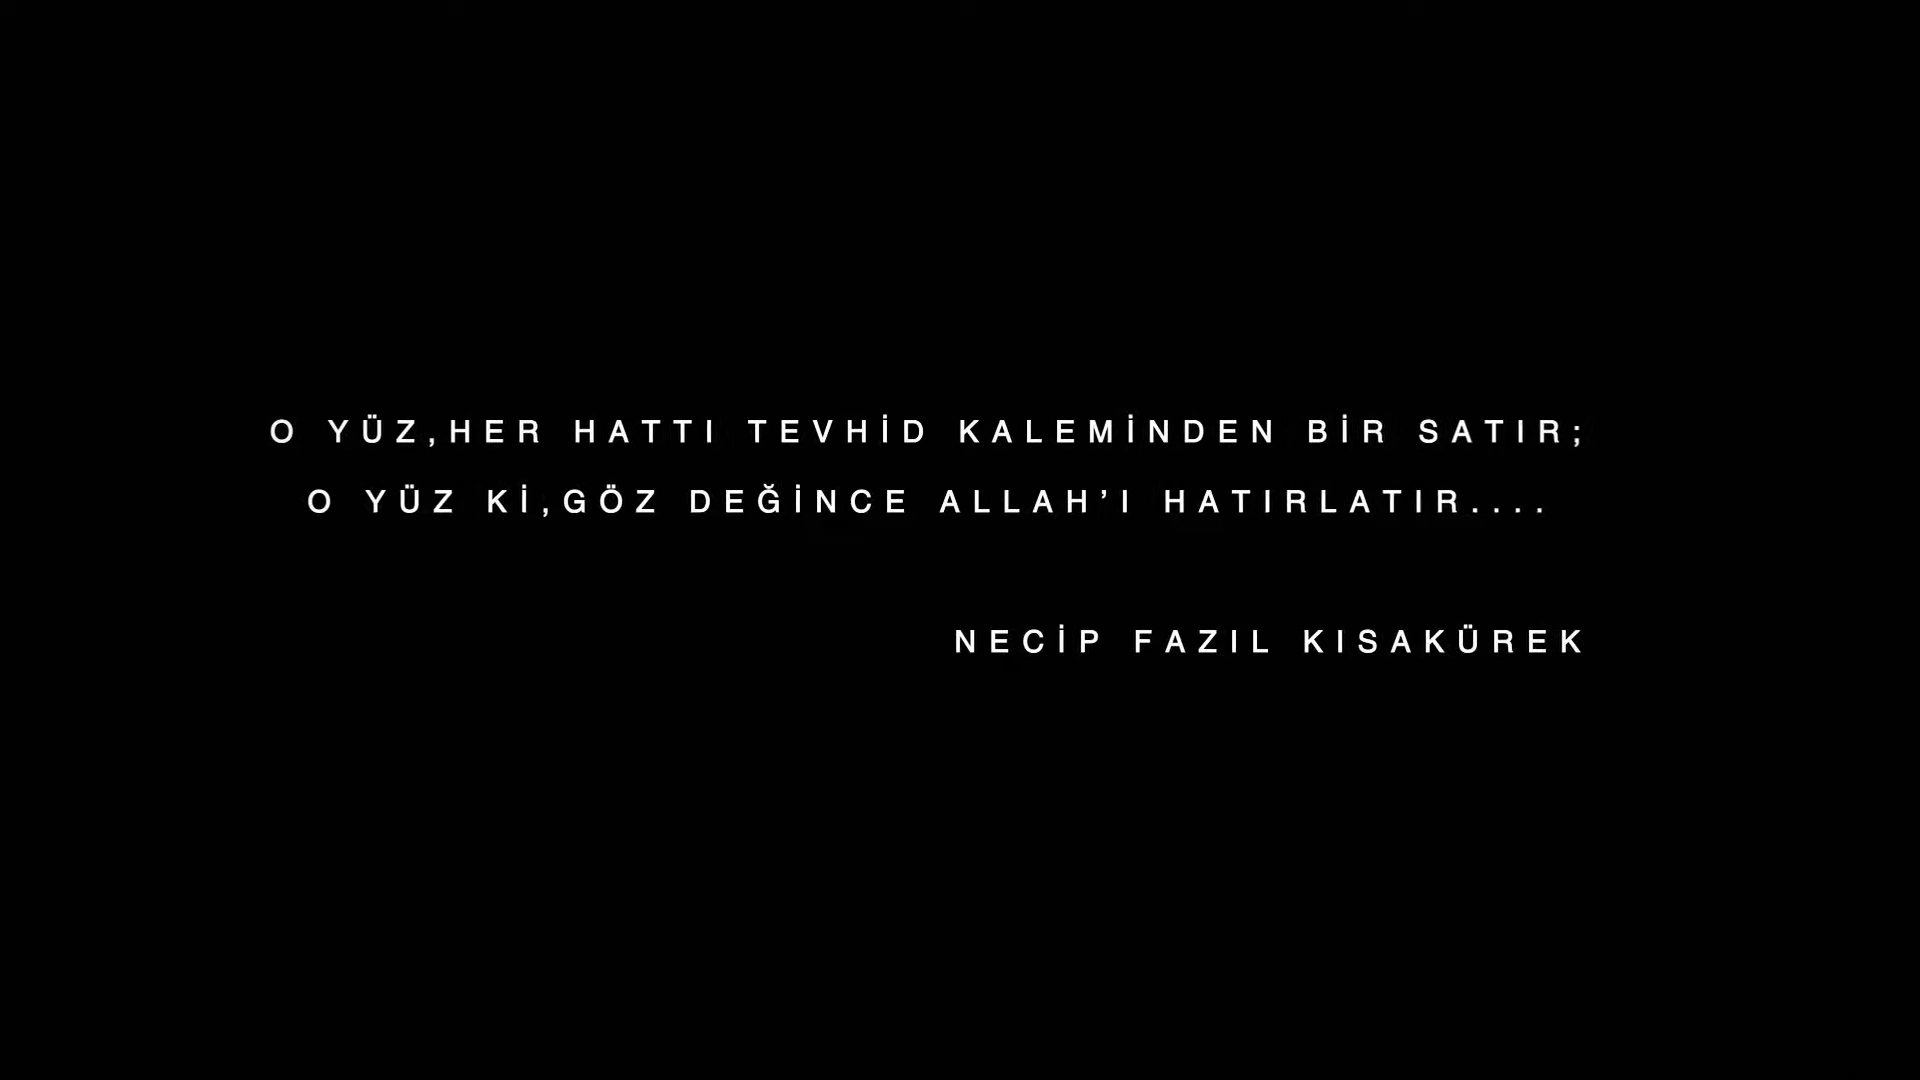 O YÜZ,HER HATTI TEVHİD KALEMİNDEN BİR SATIR;
O YÜZ Kİ,GÖZ DEĞİNCE ALLAH’I HATIRLATIR....
NECİP FAZIL KISAKÜREK